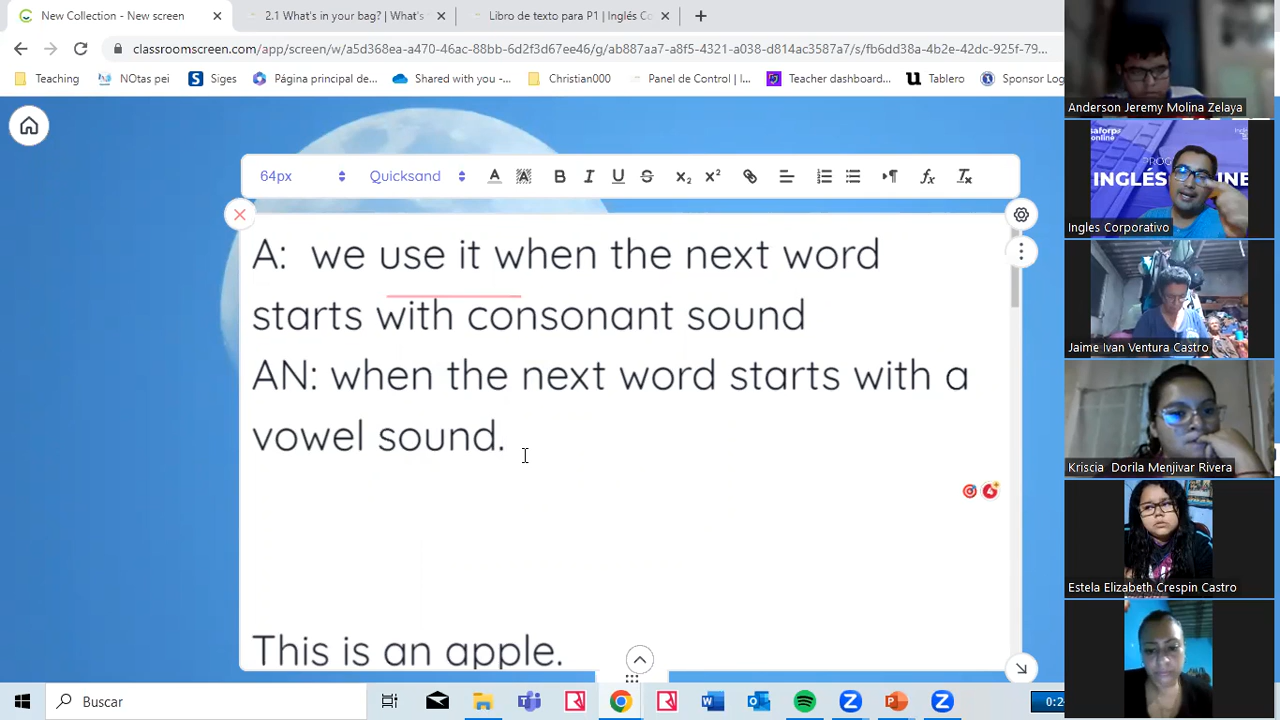 New Collection - New screen
2.1 What's in your bag? | What's
Libro de texto para P1 | Inglés Co
classroomscreen.com/app/screen/w/a5d368ea-a470-46ac-88bb-6d2f3d67ee46/g/ab887aa7-a8f5-4321-a038-d814ac3587a7/s/fb6dd38a-4b2e-42dc-925f-79...
Teaching
NOtas pei
Siges
Página principal de...
Shared with you -...
Christian000
Panel de Control | I...
Teacher dashboard...
Tablero
Sponsor Log
64px
Quicksand
A: we use it when the next word
starts with consonant sound
AN: when the next word starts with a
vowel sound.
This is an apple.
Anderson Jeremy Molina Zelaya
INGLÉS
Ingles Corporativo
Jaime Ivan Ventura Castro
Kriscia Dorila Menjivar Rivera
Estela Elizabeth Crespin Castro
Buscar